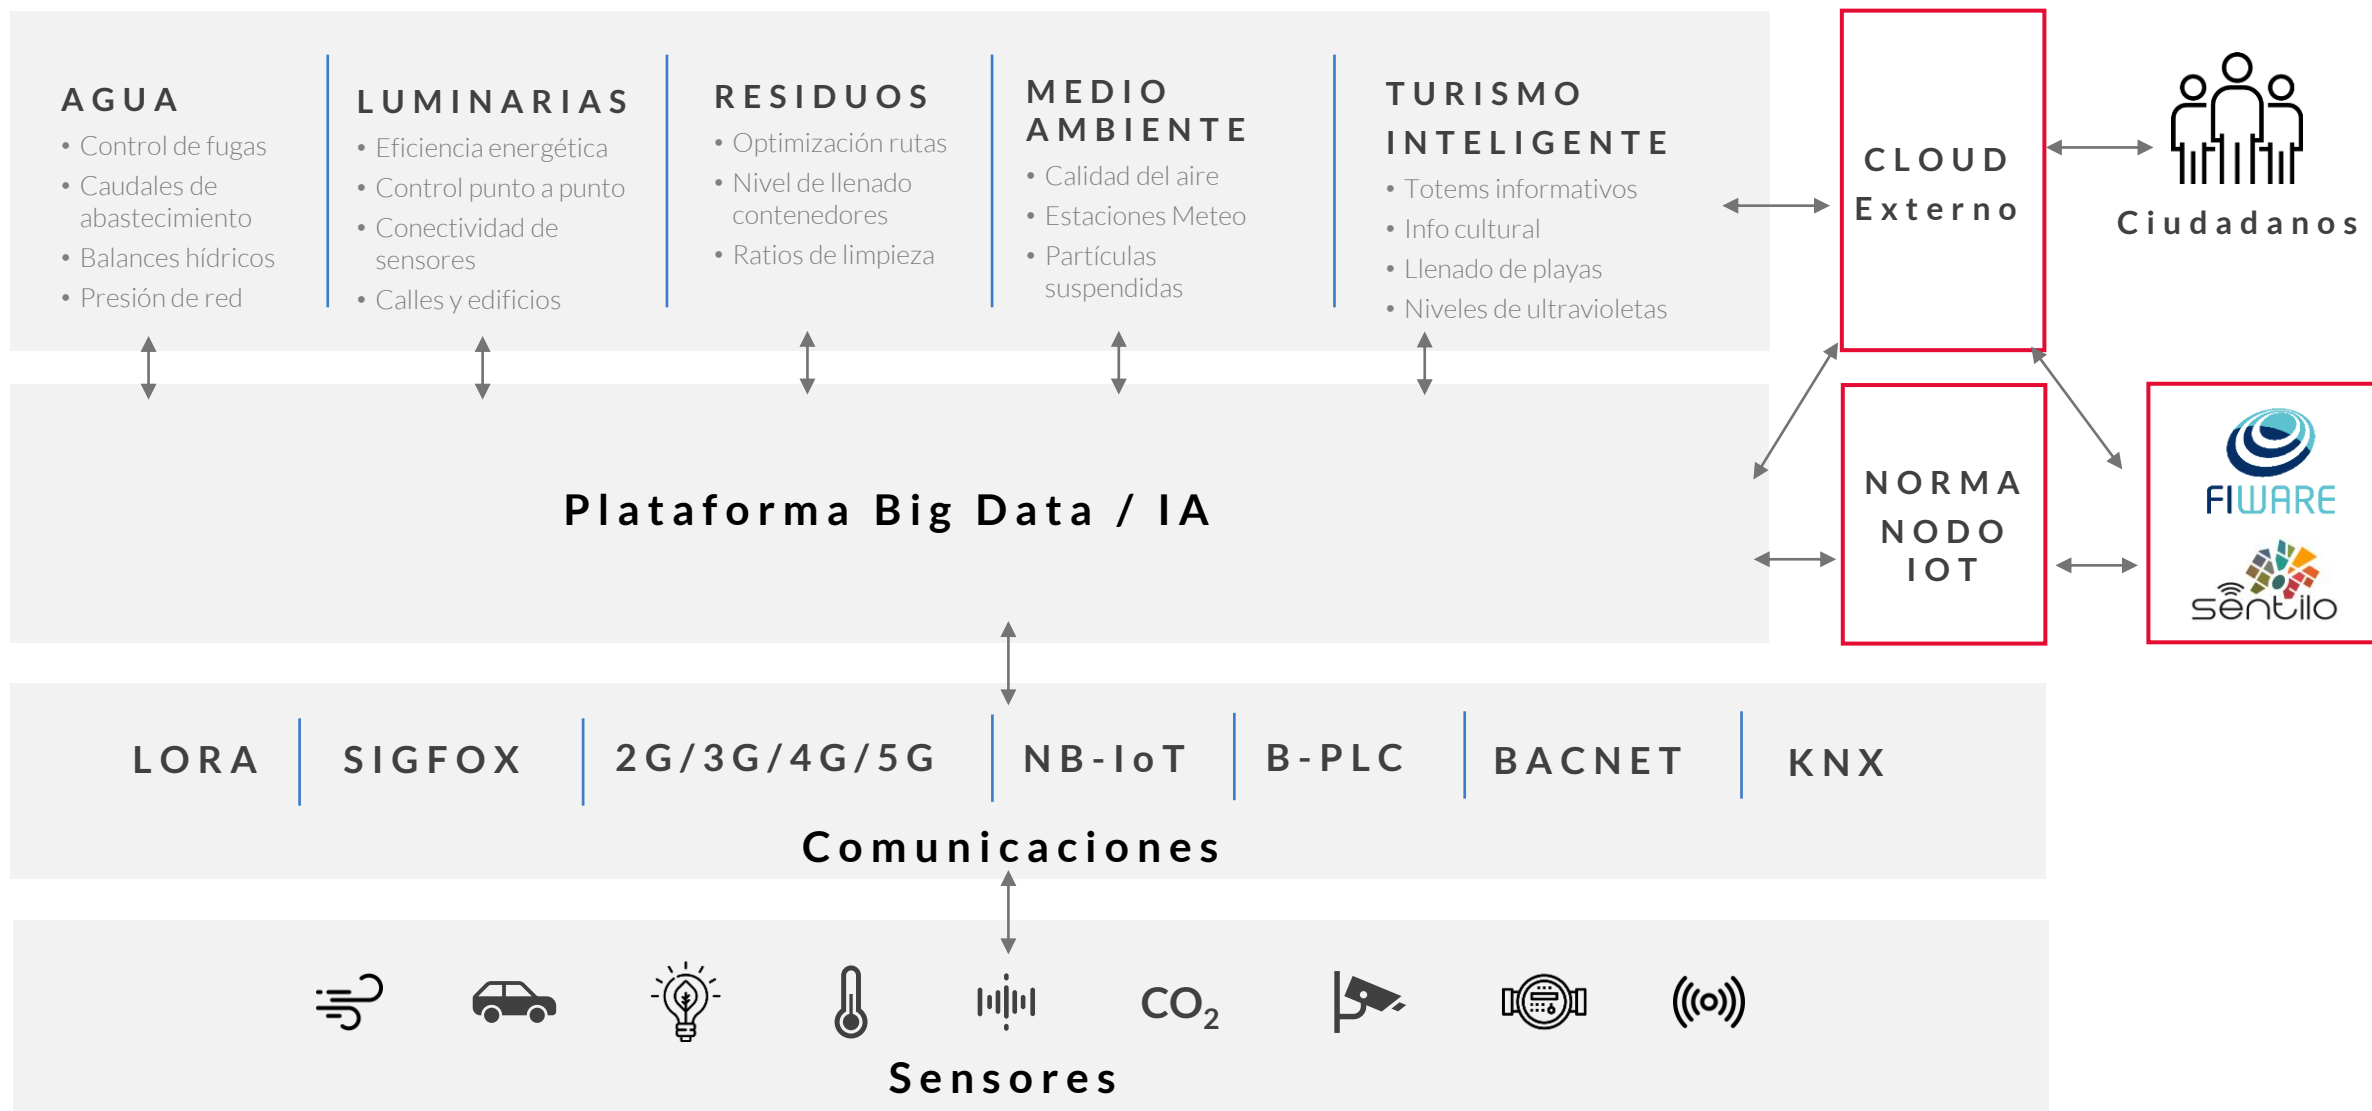 AGUA
• Control de fugas
• Caudales de
abastecimiento
• Balances hídricos
• Presión de red
LUMINARIAS
• Eficiencia energética
• Control punto a punto
• Conectividad de
sensores
• Calles y edificios
RESIDUOS
• Optimización rutas
• Nivel de llenado
contenedores
• Ratios de limpieza
MEDIO
AMBIENTE
• Calidad del aire
• Estaciones Meteo
• Partículas
suspendidas
TURISMO
INTELIGENTE
• Totems informativos
• Info cultural
• Llenado de playas
• Niveles de ultravioletas
CLOUD
Externo
Ciudadanos
Plataforma Big Data / IA
NORMA
NODO
IOT
FIWARE
sentilo
LORA
SIGFOX
2G/3G/4G/5G
NB-IoT
B-PLC
BACNET
KNX
Comunicaciones
CO₂
Sensores